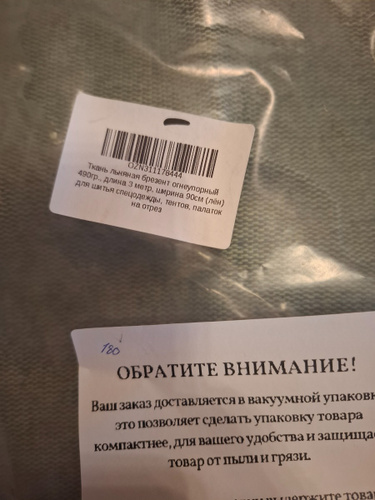 OZN311178444
Ткань льняная брезент огнеупорный
490гр., длина 3 метр, ширина 90см (лён)
для шитья спецодежды, тентов, палаток
на отрез
180
ОБРАТИТЕ ВНИМАНИЕ!
Ваш заказ доставляется в вакуумной упаковк
это позволяет сделать упаковку товара
компактнее, для вашего удобства и защищае
товар от пыли и грязи.